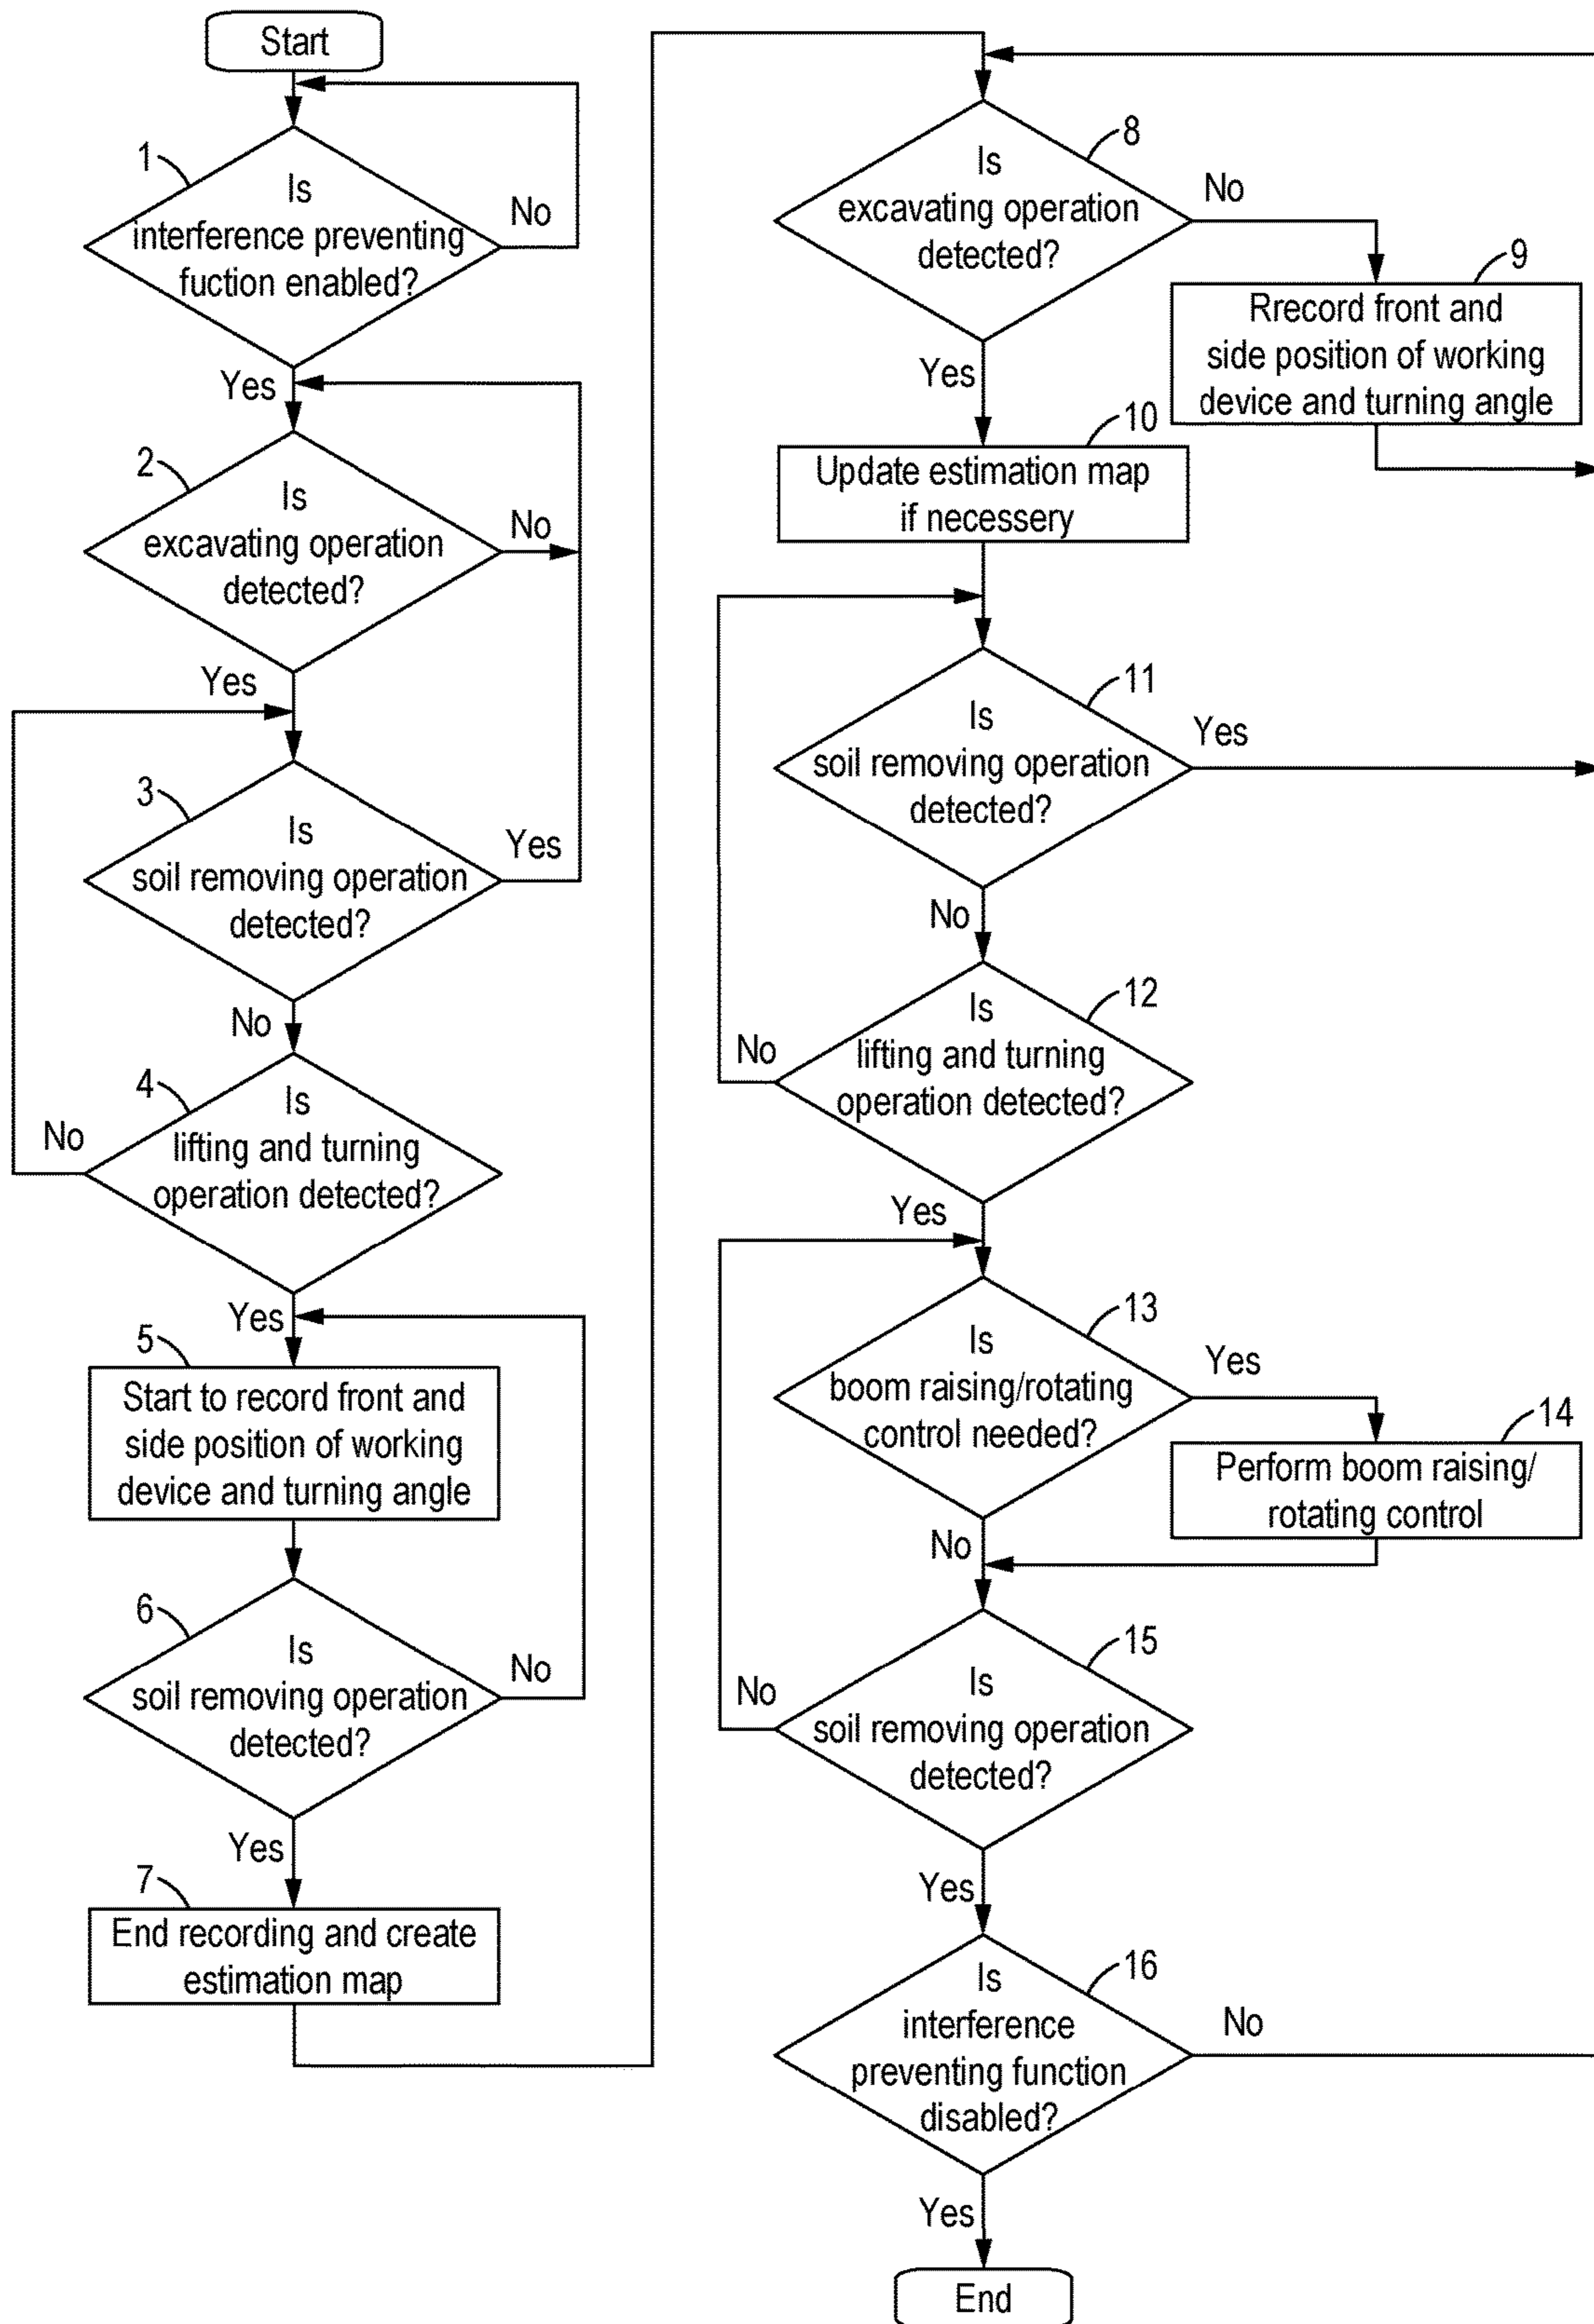 Start
1
Is
interference preventing
fuction enabled?
No
Yes
2
Is
excavating operation
detected?
No
Yes
3
Is
soil removing operation
detected?
Yes
No
4
Is
lifting and turning
operation detected?
No
Yes
5
Start to record front and
side position of working
device and turning angle
6
Is
soil removing operation
detected?
No
Yes
7
End recording and create
estimation map
8
Is
excavating operation
detected?
No
Yes
9
Rrecord front and
side position of working
device and turning angle
10
Update estimation map
if necessery
11
Is
soil removing operation
detected?
Yes
No
12
Is
lifting and turning
operation detected?
No
Yes
13
Is
boom raising/rotating
control needed?
Yes
No
14
Perform boom raising/
rotating control
15
Is
soil removing operation
detected?
No
Yes
16
Is
interference
preventing function
disabled?
No
Yes
End